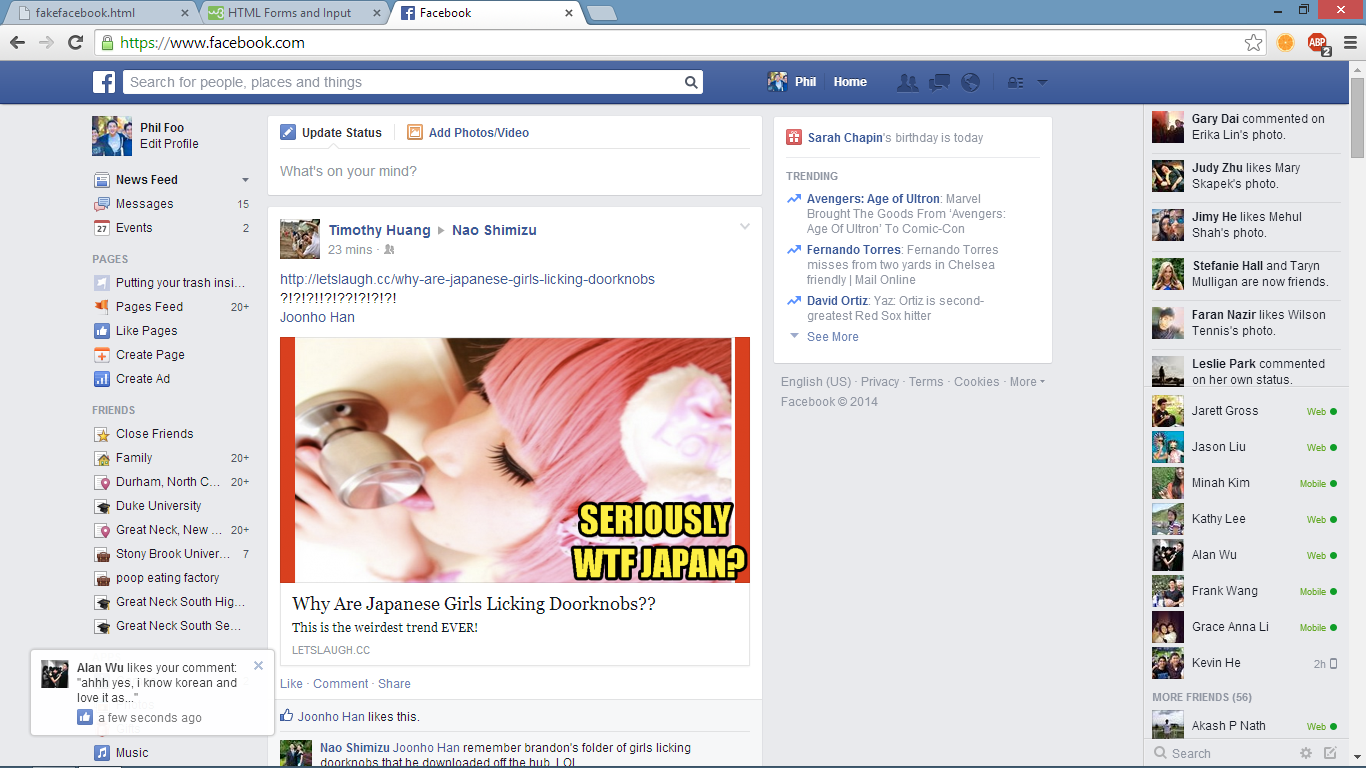 fakefacebook.html
HTML Forms and Input
Facebook
https://www.facebook.com
ABP
2
Search for people, places and things
Phil
Home
Phil Foo
Edit Profile
News Feed
Messages 15
27 Events 2
PAGES
Putting your trash insi...
Pages Feed 20+
Like Pages
Create Page
Create Ad
FRIENDS
Close Friends
Family 20+
Durham, North C... 20+
Duke University
Great Neck, New ... 20+
Stony Brook Univer... 7
poop eating factory
Great Neck South Hig...
Great Neck South Se...
Alan Wu likes your comment:
"ahhh yes, i know korean and
love it as..."
a few seconds ago
Music
Update Status
Add Photos/Video
What's on your mind?
Timothy Huang Nao Shimizu
23 mins ·
http://letslaugh.cc/why-are-japanese-girls-licking-doorknobs
?!?!?!!?!??!?!?!?!
Joonho Han
SERIOUSLY
WTF JAPAN?
Why Are Japanese Girls Licking Doorknobs??
This is the weirdest trend EVER!
LETSLAUGH.CC
Like · Comment · Share
Joonho Han likes this.
Nao Shimizu Joonho Han remember brandon's folder of girls licking
doorknobs that he downloaded off the hub. LOL
Sarah Chapin's birthday is today
TRENDING
Avengers: Age of Ultron: Marvel
Brought The Goods From 'Avengers:
Age Of Ultron' To Comic-Con
Fernando Torres: Fernando Torres
misses from two yards in Chelsea
friendly | Mail Online
David Ortiz: Yaz: Ortiz is second-
greatest Red Sox hitter
See More
English (US) · Privacy · Terms · Cookies · More
Facebook © 2014
Gary Dai commented on
Erika Lin's photo.
Judy Zhu likes Mary
Skapek's photo.
Jimy He likes Mehul
Shah's photo.
Stefanie Hall and Taryn
Mulligan are now friends.
Faran Nazir likes Wilson
Tennis's photo.
Leslie Park commented
on her own status.
Jarett Gross Web
Jason Liu Web
Minah Kim Mobile
Kathy Lee Web
Alan Wu Web
Frank Wang Mobile
Grace Anna Li Mobile
Kevin He 2h
MORE FRIENDS (56)
Akash P Nath Web
Search